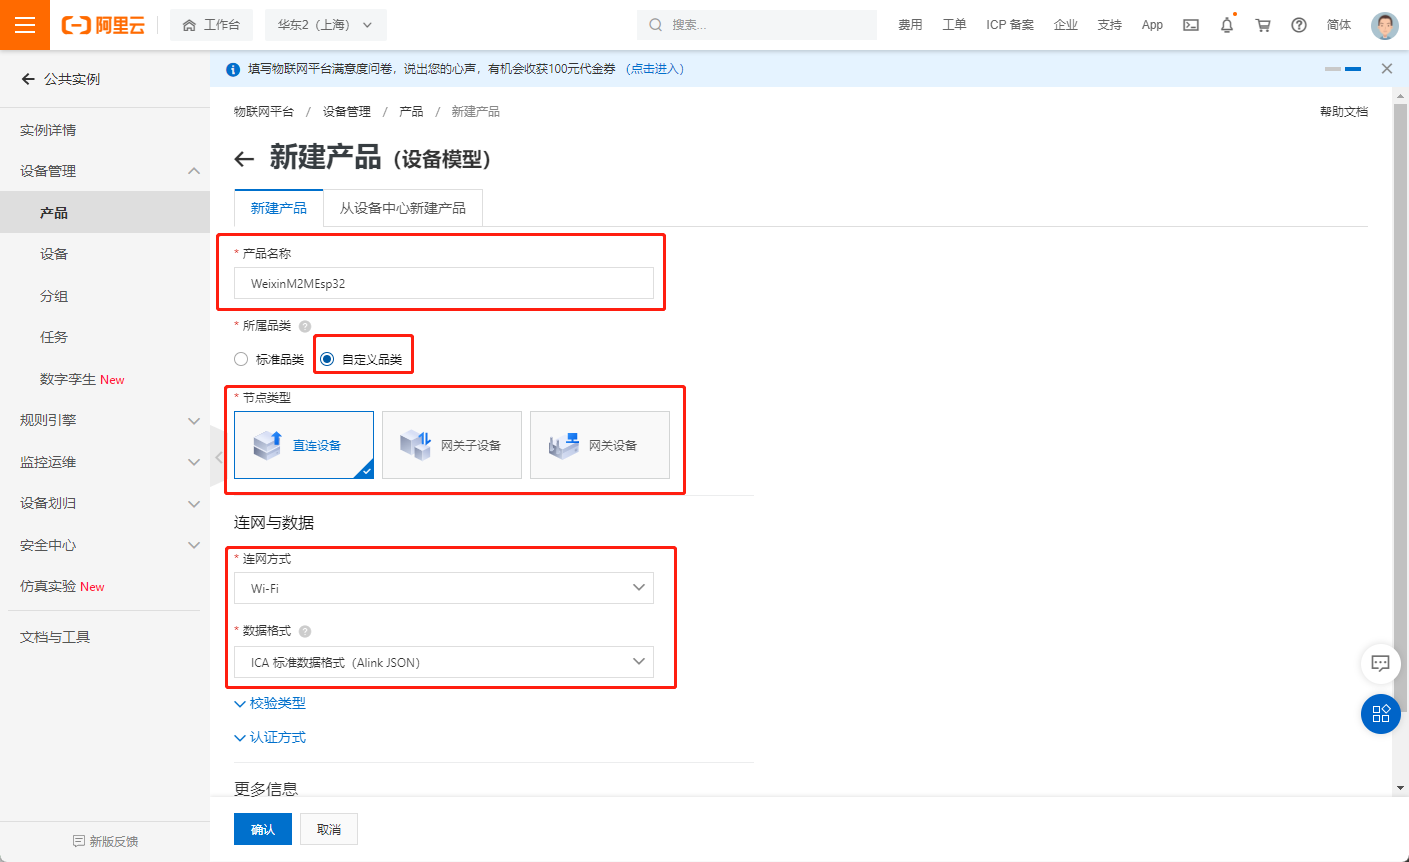 阿里云
工作台
华东2（上海）
搜索...
费用
工单
ICP 备案
企业
支持
App
简体
公共实例
实例详情
设备管理
产品
设备
分组
任务
数字孪生 New
规则引擎
监控运维
设备划归
安全中心
仿真实验 New
文档与工具
新版反馈
填写物联网平台满意度问卷，说出您的心声，有机会收获100元代金券 （点击进入）
物联网平台 / 设备管理 / 产品 / 新建产品
帮助文档
新建产品（设备模型）
新建产品
从设备中心新建产品
* 产品名称
WeixinM2MEsp32
* 所属品类
标准品类
自定义品类
* 节点类型
直连设备
网关子设备
网关设备
连网与数据
* 连网方式
Wi-Fi
* 数据格式
ICA 标准数据格式（Alink JSON）
校验类型
认证方式
更多信息
确认
取消